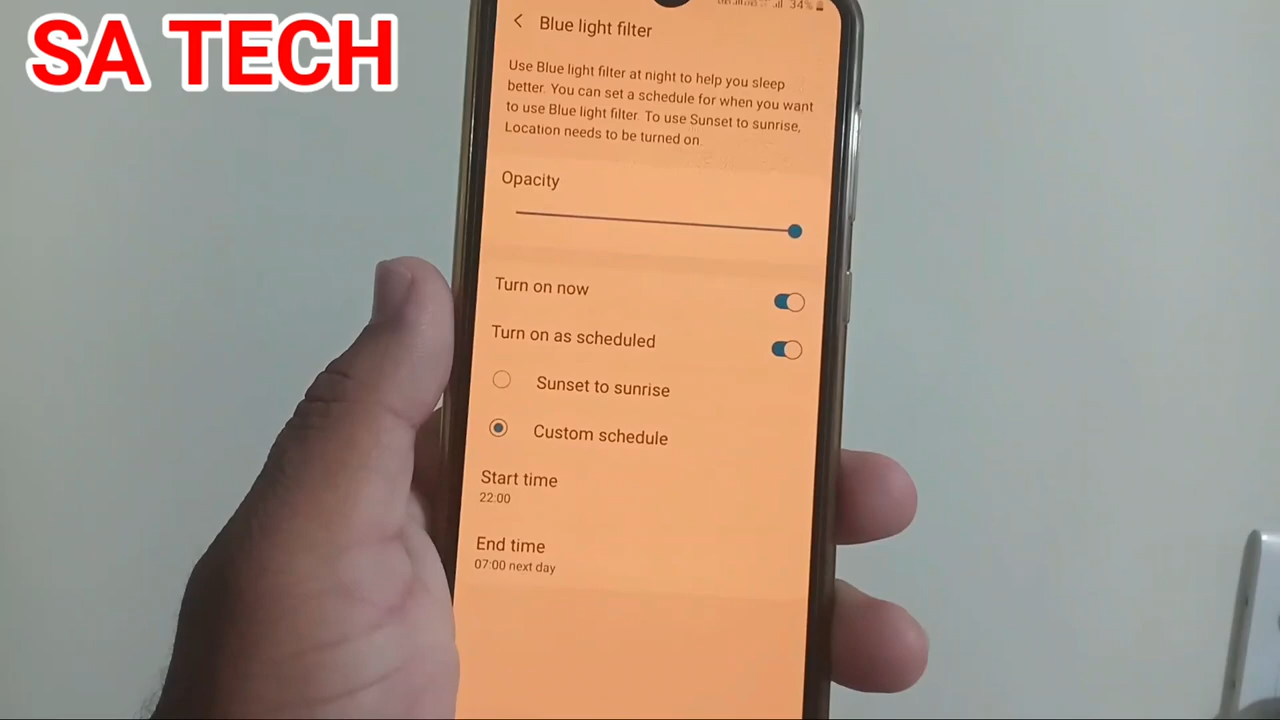 SA TECH
34%
Blue light filter
Use Blue light filter at night to help you sleep
better. You can set a schedule for when you want
to use Blue light filter. To use Sunset to sunrise,
Location needs to be turned on.
Opacity
Turn on now
Turn on as scheduled
Sunset to sunrise
Custom schedule
Start time
22:00
End time
07:00 next day